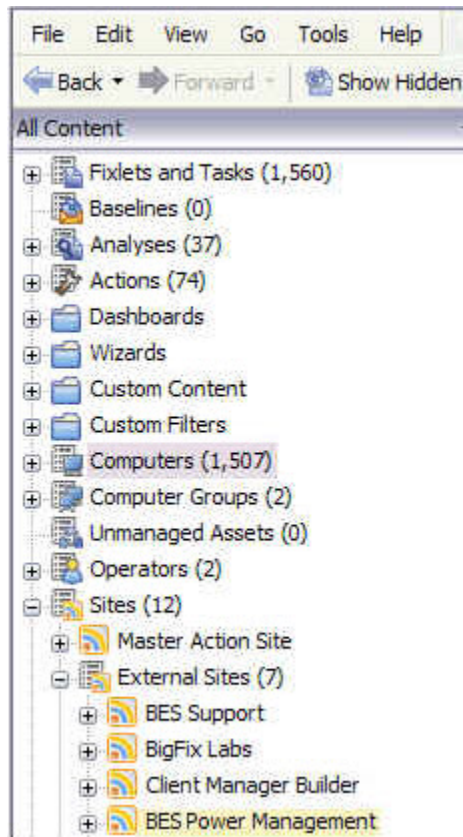 File Edit View Go Tools Help
Back Forward Show Hidden
All Content
Fixlets and Tasks (1,560)
Baselines (0)
Analyses (37)
Actions (74)
Dashboards
Wizards
Custom Content
Custom Filters
Computers (1,507)
Computer Groups (2)
Unmanaged Assets (0)
Operators (2)
Sites (12)
Master Action Site
External Sites (7)
BES Support
BigFix Labs
Client Manager Builder
BES Power Management